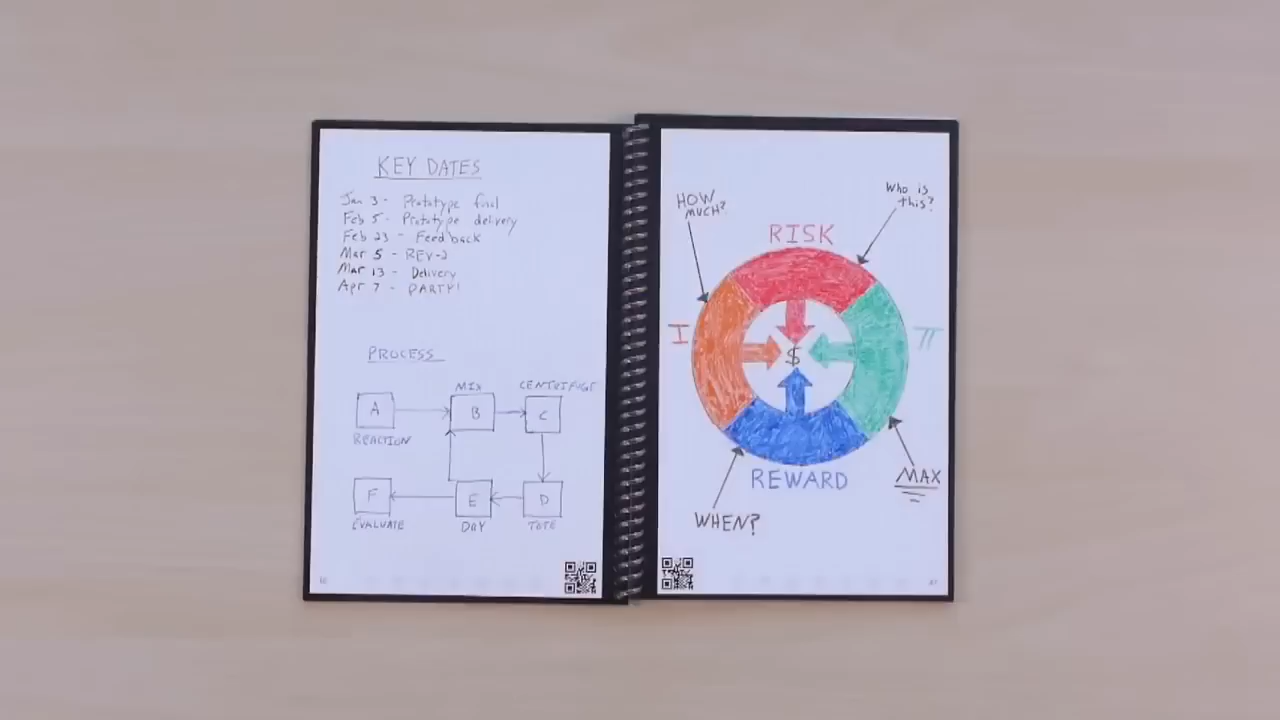 KEY DATES
Jan 3 - Prototype final
Feb 5 - Prototype delivery
Feb 23 - Feedback
Mar 5 - REV-2
Mar 13 - Delivery
Apr 7 - PARTY!
PROCESS
MIX
CENTRIFUGE
A
B
C
REACTION
F
E
D
EVALUATE
DRY
TOTE
HOW
MUCH?
Who is
this?
RISK
I
$
II
REWARD
MAX
WHEN?